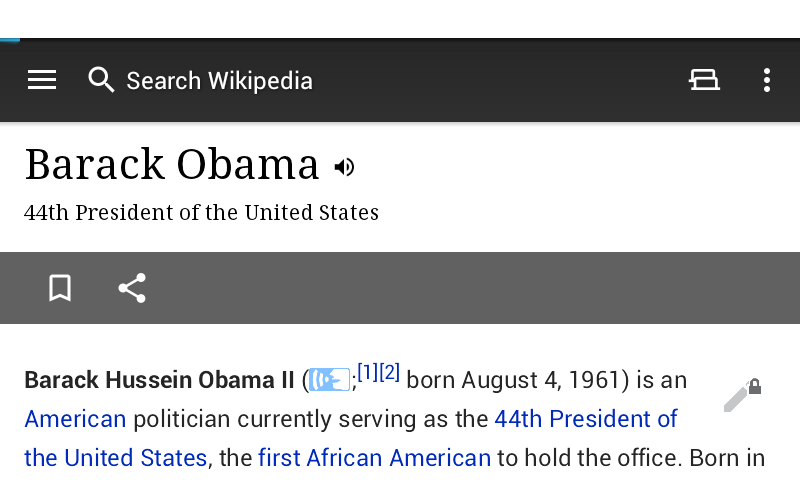 Search Wikipedia
Barack Obama
44th President of the United States
Barack Hussein Obama II (;[1][2] born August 4, 1961) is an
American politician currently serving as the 44th President of
the United States, the first African American to hold the office. Born in